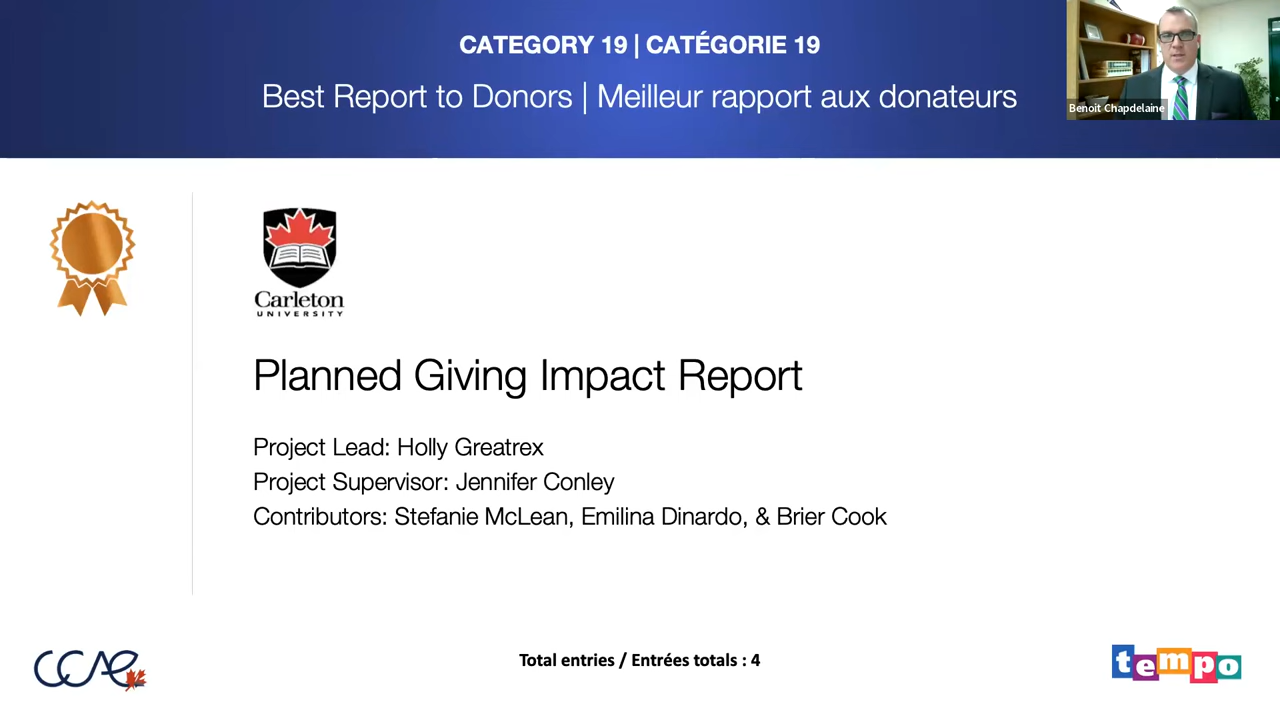 CATEGORY 19 | CATÉGORIE 19
Best Report to Donors | Meilleur rapport aux donateurs
Benoit Chapdelaine
Carleton
UNIVERSITY
Planned Giving Impact Report
Project Lead: Holly Greatrex
Project Supervisor: Jennifer Conley
Contributors: Stefanie McLean, Emilina Dinardo, & Brier Cook
CCAE
Total entries / Entrées totals : 4
tempo